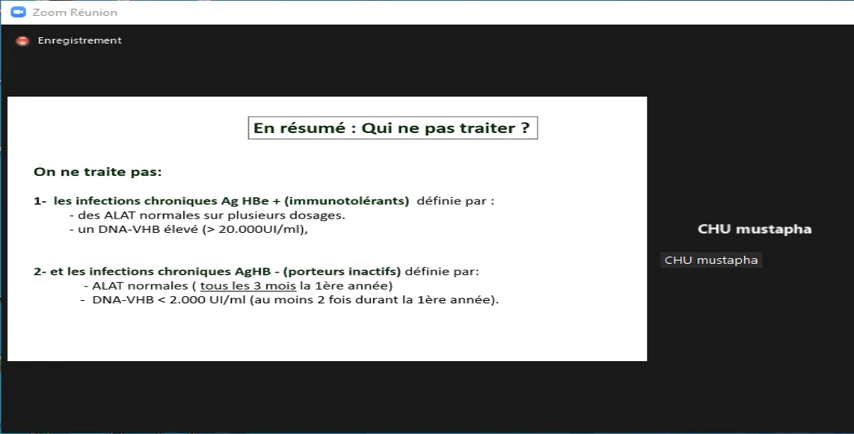 Zoom Réunion
Enregistrement
En résumé : Qui ne pas traiter ?
On ne traite pas:
1- les infections chroniques Ag HBe + (immunotolérants) définie par :
- des ALAT normales sur plusieurs dosages.
- un DNA-VHB élevé (> 20.000UI/ml),
2- et les infections chroniques AgHB - (porteurs inactifs) définie par:
- ALAT normales ( tous les 3 mois la 1ère année)
- DNA-VHB < 2.000 UI/ml (au moins 2 fois durant la 1ère année).
CHU mustapha
CHU mustapha